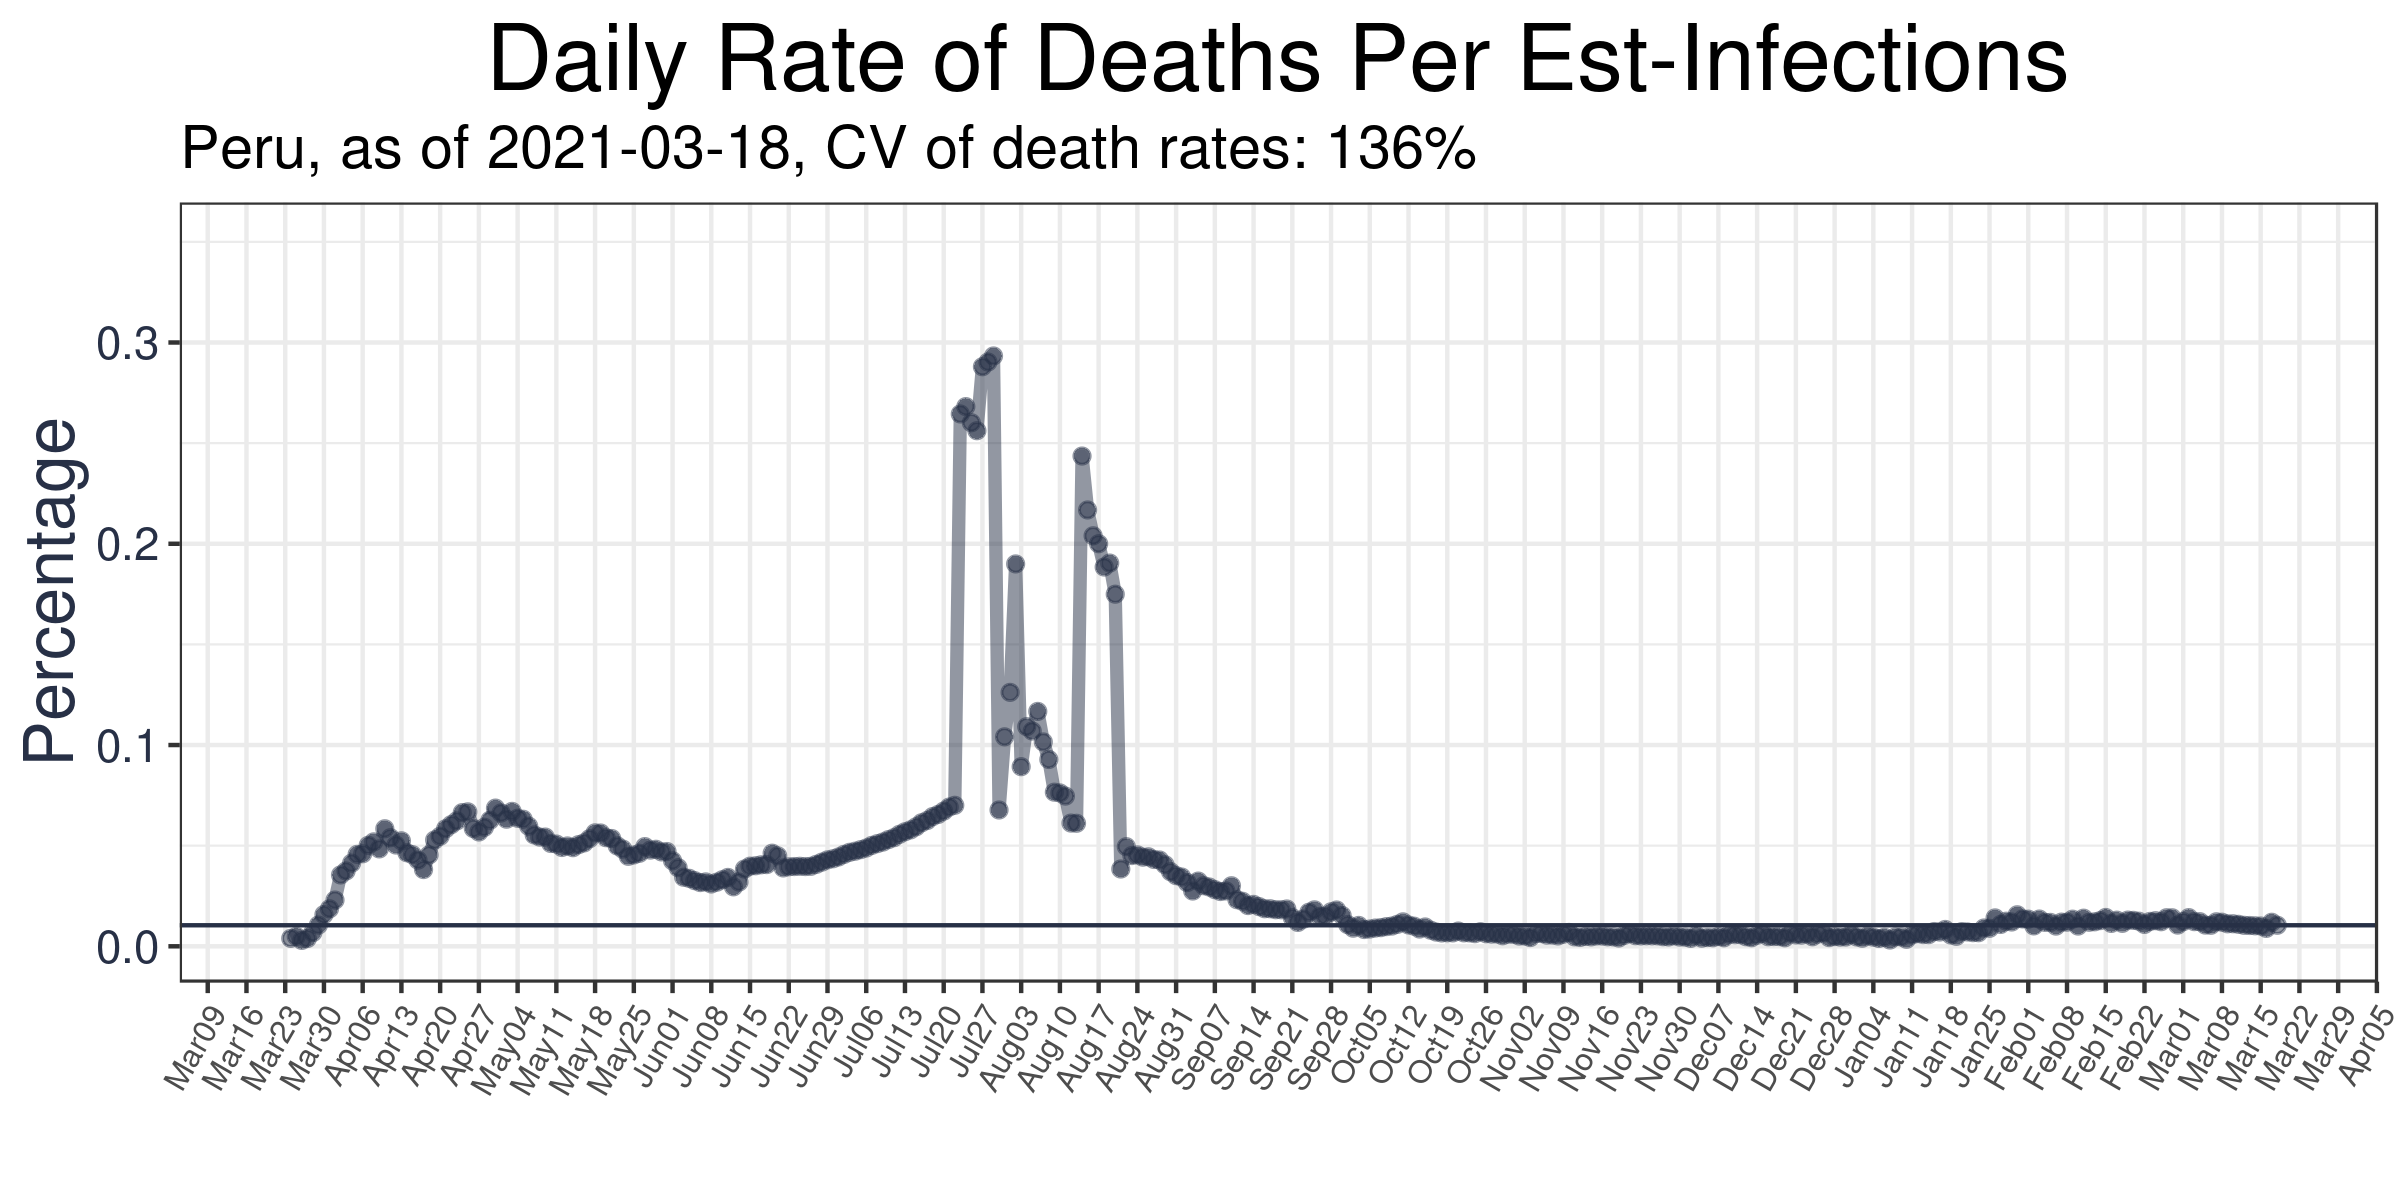 Daily Rate of Deaths Per Est-Infections
Peru, as of 2021-03-18, CV of death rates: 136%
Percentage
0.3
0.2
0.1
0.0
Mar09
Mar16
Mar23
Mar30
Apr06
Apr13
Apr20
Apr27
May04
May11
May18
May25
Jun01
Jun08
Jun15
Jun22
Jun29
Jul06
Jul13
Jul20
Jul27
Aug03
Aug10
Aug17
Aug24
Aug31
Sep07
Sep14
Sep21
Sep28
Oct05
Oct12
Oct19
Oct26
Nov02
Nov09
Nov16
Nov23
Nov30
Dec07
Dec14
Dec21
Dec28
Jan04
Jan11
Jan18
Jan25
Feb01
Feb08
Feb15
Feb22
Mar01
Mar08
Mar15
Mar22
Mar29
Apr05